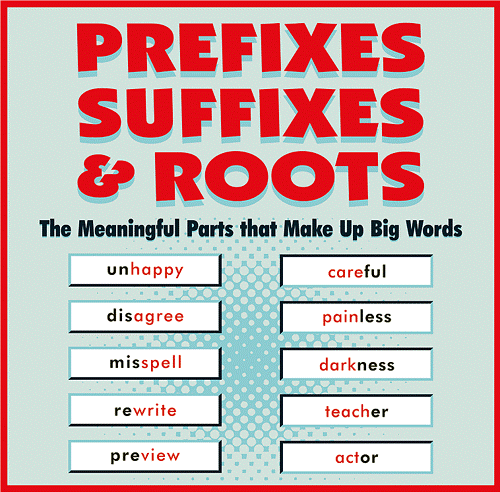 PREFIXES
SUFFIXES
& ROOTS
The Meaningful Parts that Make Up Big Words
unhappy
disagree
misspell
rewrite
preview
careful
painless
darkness
teacher
actor